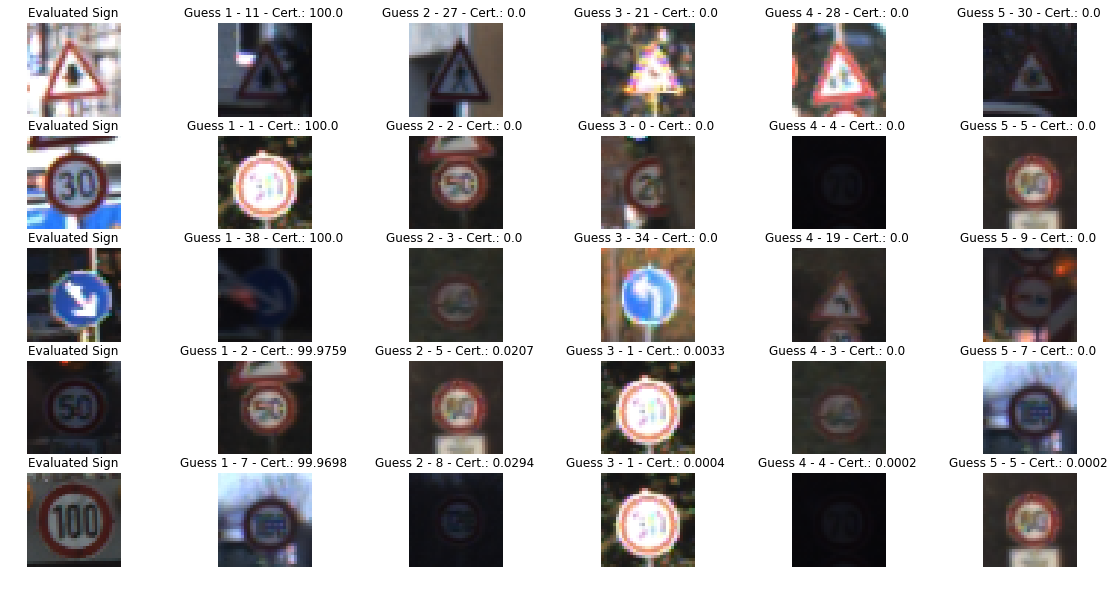 Evaluated Sign Guess 1 - 11 - Cert.: 100.0 Guess 2 - 27 - Cert.: 0.0 Guess 3 - 21 - Cert.: 0.0 Guess 4 - 28 - Cert.: 0.0 Guess 5 - 30 - Cert.: 0.0
Evaluated Sign Guess 1 - 1 - Cert.: 100.0 Guess 2 - 2 - Cert.: 0.0 Guess 3 - 0 - Cert.: 0.0 Guess 4 - 4 - Cert.: 0.0 Guess 5 - 5 - Cert.: 0.0
30 30 50 20 70
Evaluated Sign Guess 1 - 38 - Cert.: 100.0 Guess 2 - 3 - Cert.: 0.0 Guess 3 - 34 - Cert.: 0.0 Guess 4 - 19 - Cert.: 0.0 Guess 5 - 9 - Cert.: 0.0
Evaluated Sign Guess 1 - 2 - Cert.: 99.9759 Guess 2 - 5 - Cert.: 0.0207 Guess 3 - 1 - Cert.: 0.0033 Guess 4 - 3 - Cert.: 0.0 Guess 5 - 7 - Cert.: 0.0
50 50 30
Evaluated Sign Guess 1 - 7 - Cert.: 99.9698 Guess 2 - 8 - Cert.: 0.0294 Guess 3 - 1 - Cert.: 0.0004 Guess 4 - 4 - Cert.: 0.0002 Guess 5 - 5 - Cert.: 0.0002
100 30 70